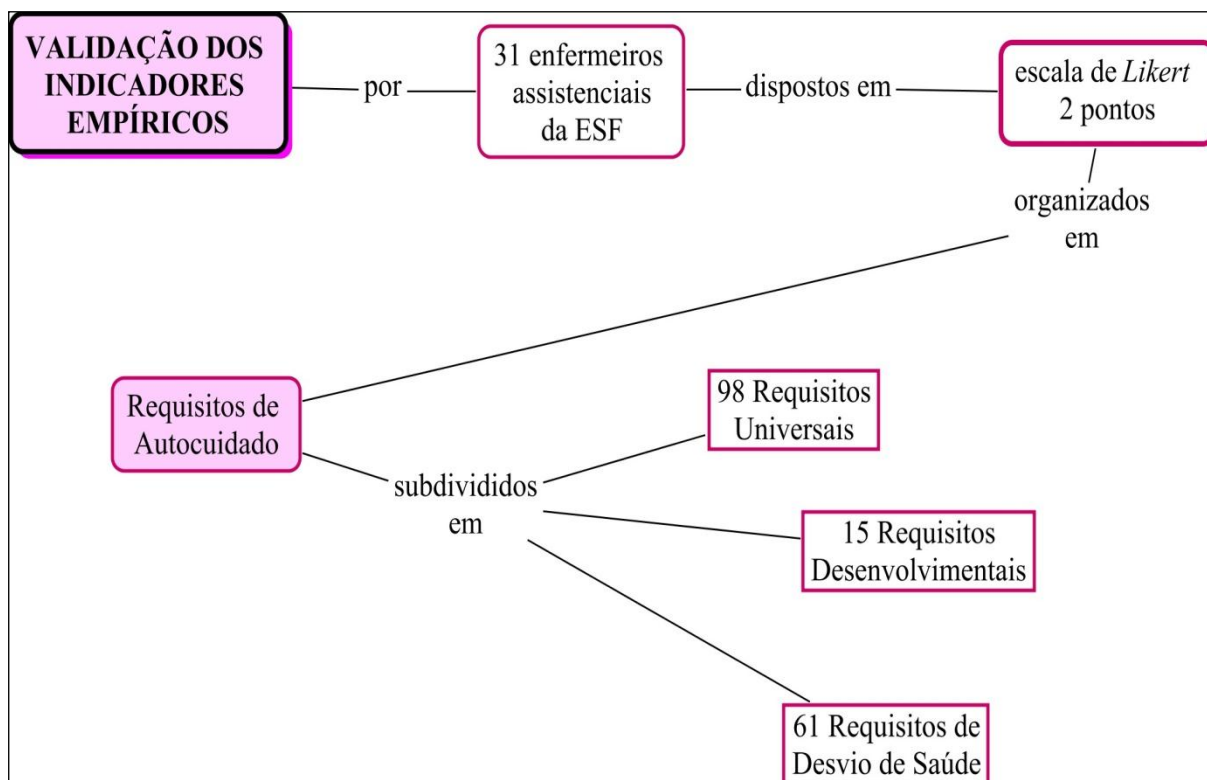 VALIDAÇÃO DOS
INDICADORES
EMPÍRICOS
por
31 enfermeiros
assistenciais
da ESF
dispostos em
escala de Likert
2 pontos
organizados
em
Requisitos de
Autocuidado
subdivididos
em
98 Requisitos
Universais
15 Requisitos
Desenvolvimentais
61 Requisitos de
Desvio de Saúde